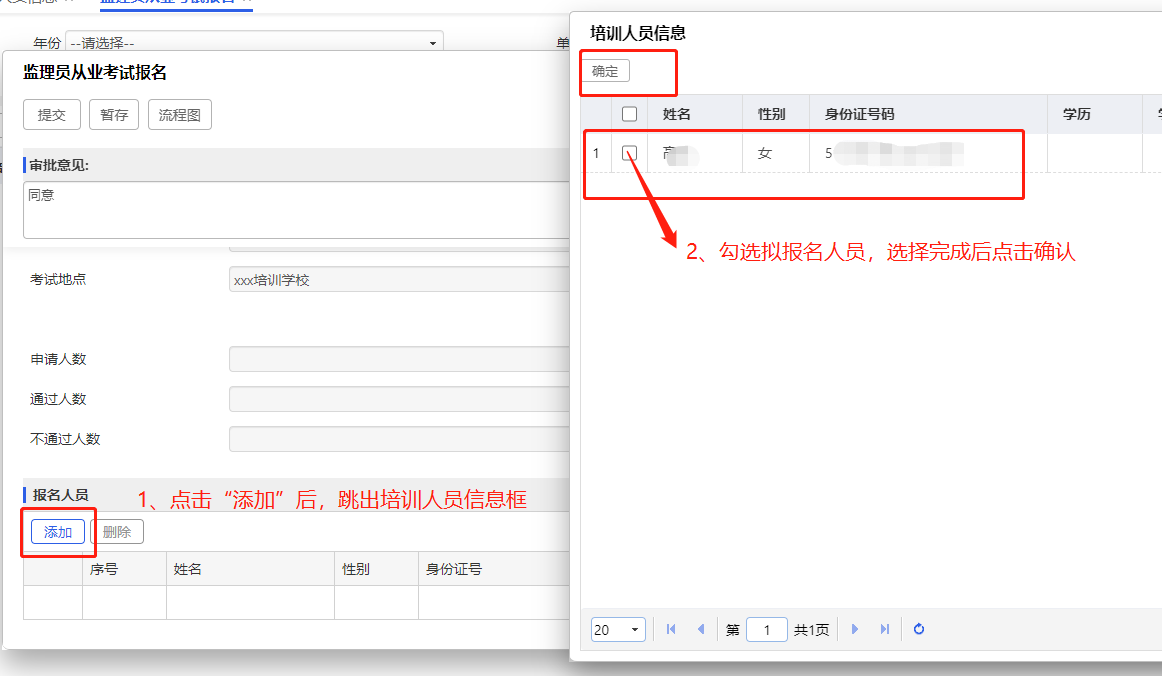 年份 --请选择--
单
监理员从业考试报名
提交 暂存 流程图
审批意见:
同意
考试地点 xxx培训学校
申请人数
通过人数
不通过人数
报名人员 1、点击“添加”后，跳出培训人员信息框
添加 删除
序号 姓名 性别 身份证号
培训人员信息
确定
姓名 性别 身份证号码 学历
1 高 女 5
2、勾选拟报名人员，选择完成后点击确认
20 第 1 共1页